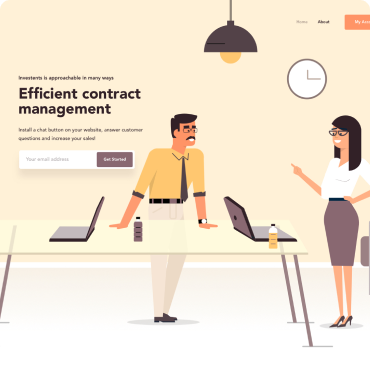 Home
About
My Acc
Investents is approachable in many ways
Efficient contract
management
Install a chat button on your website, answer customer
questions and increase your sales!
Your email address
Get Started